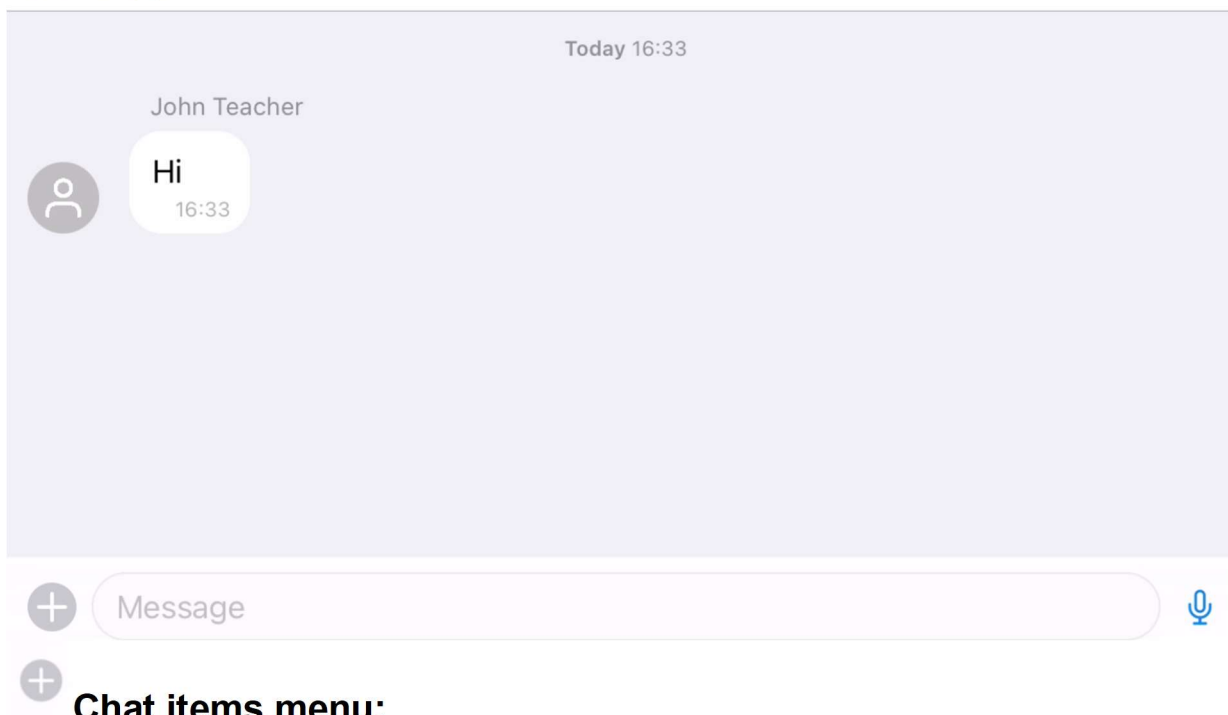 Today 16:33
John Teacher
Hi
16:33
Message
Chat items menu: